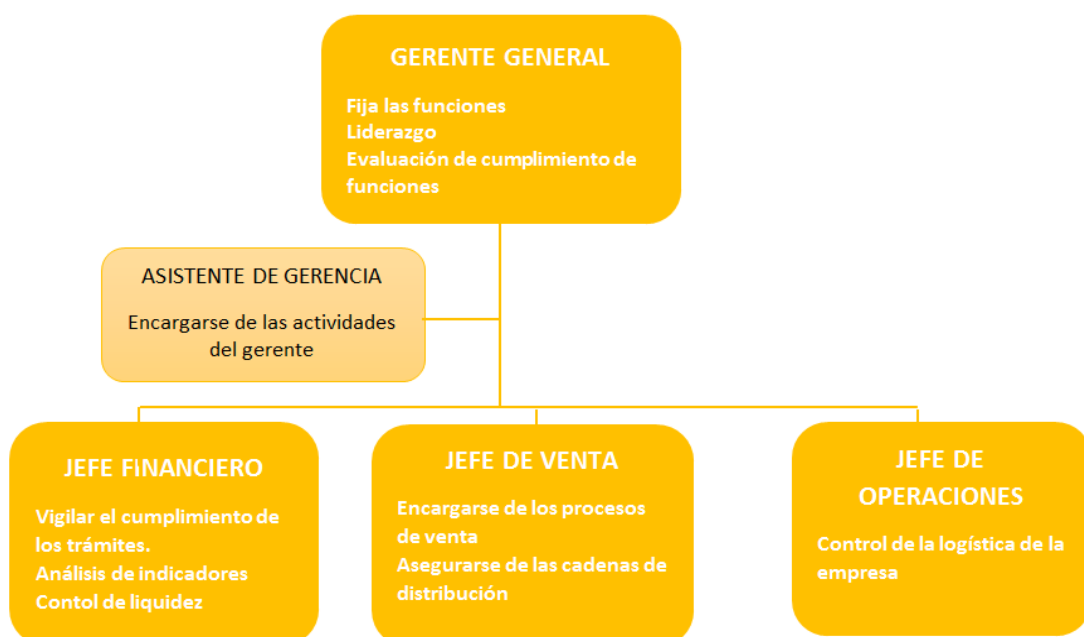 GERENTE GENERAL
Fija las funciones
Liderazgo
Evaluación de cumplimiento de
funciones
ASISTENTE DE GERENCIA
Encargarse de las actividades
del gerente
JEFE FINANCIERO
Vigilar el cumplimiento de
los trámites.
Análisis de indicadores
Contol de liquidez
JEFE DE VENTA
Encargarse de los procesos
de venta
Asegurarse de las cadenas de
distribución
JEFE DE
OPERACIONES
Control de la logística de la
empresa